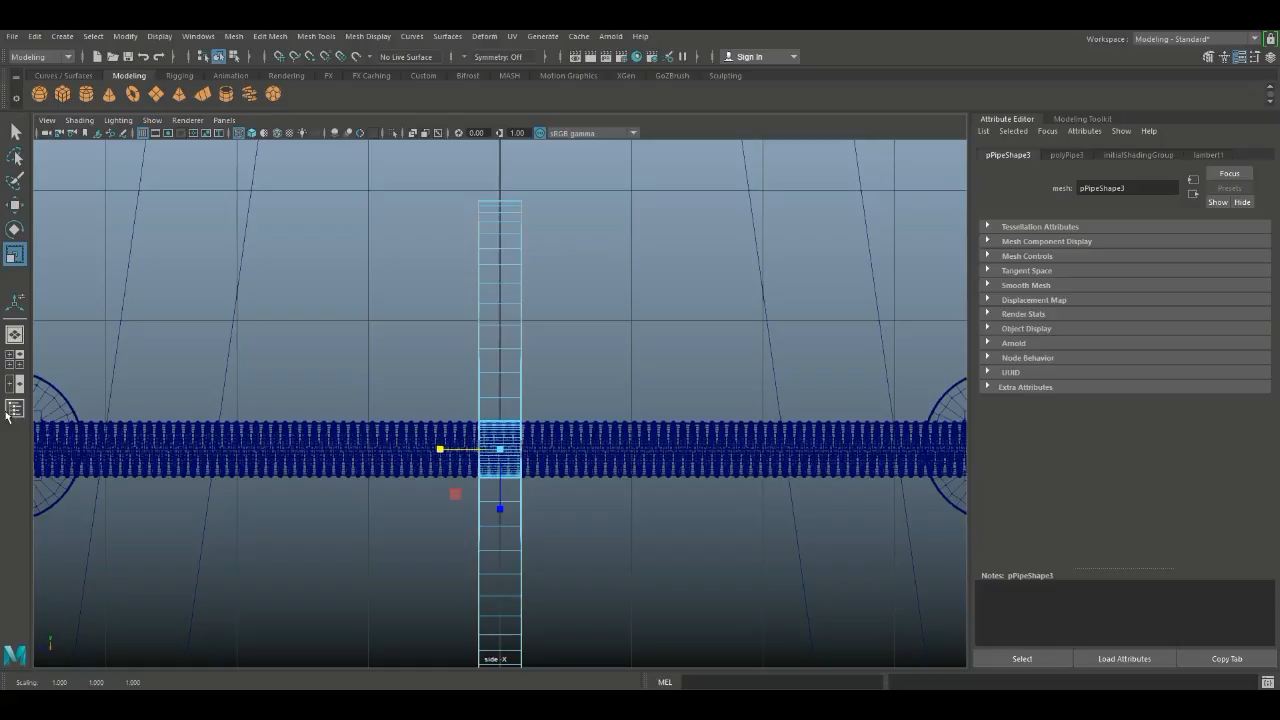 File Edit Create Select Modify Display Windows Mesh Edit Mesh Mesh Tools Mesh Display Curves Surfaces Deform UV Generate Cache Arnold Help
Workspace: Modeling - Standard*
Modeling No Live Surface Symmetry: Off Sign In
Curves / Surfaces Modeling Rigging Animation Rendering FX FX Caching Custom Bifrost MASH Motion Graphics XGen GoZBrush Sculpting
View Shading Lighting Show Renderer Panels
0.00 1.00 sRGB gamma
Attribute Editor Modeling Toolkit
List Selected Focus Attributes Show Help
pPipeShape3 polyPipe3 initialShadingGroup lambert1
Focus
mesh: pPipeShape3
Presets
Show Hide
Tessellation Attributes
Mesh Component Display
Mesh Controls
Tangent Space
Smooth Mesh
Displacement Map
Render Stats
Object Display
Arnold
Node Behavior
UUID
Extra Attributes
Notes: pPipeShape3
side -X
Select Load Attributes Copy Tab
Scaling: 1.000 1.000 1.000
MEL